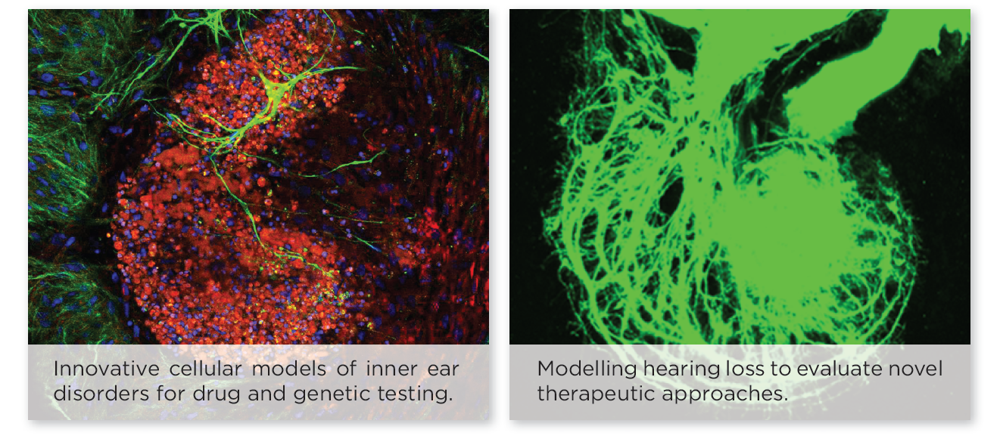 Innovative cellular models of inner ear
disorders for drug and genetic testing.
Modelling hearing loss to evaluate novel
therapeutic approaches.